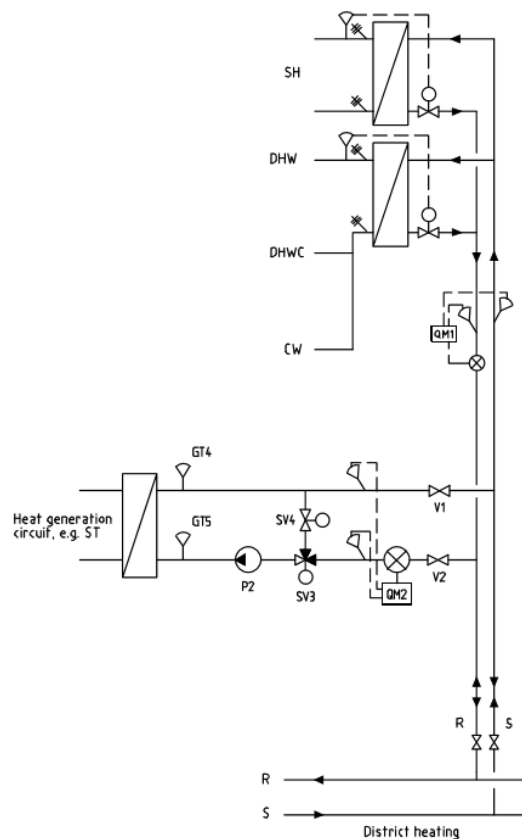 SH
DHW
DHWC
CW
QM1
GT4
Heat generation
circuit, e.g. ST
GT5
SV4
V1
P2
SV3
QM2
V2
R
S
R
S
District heating